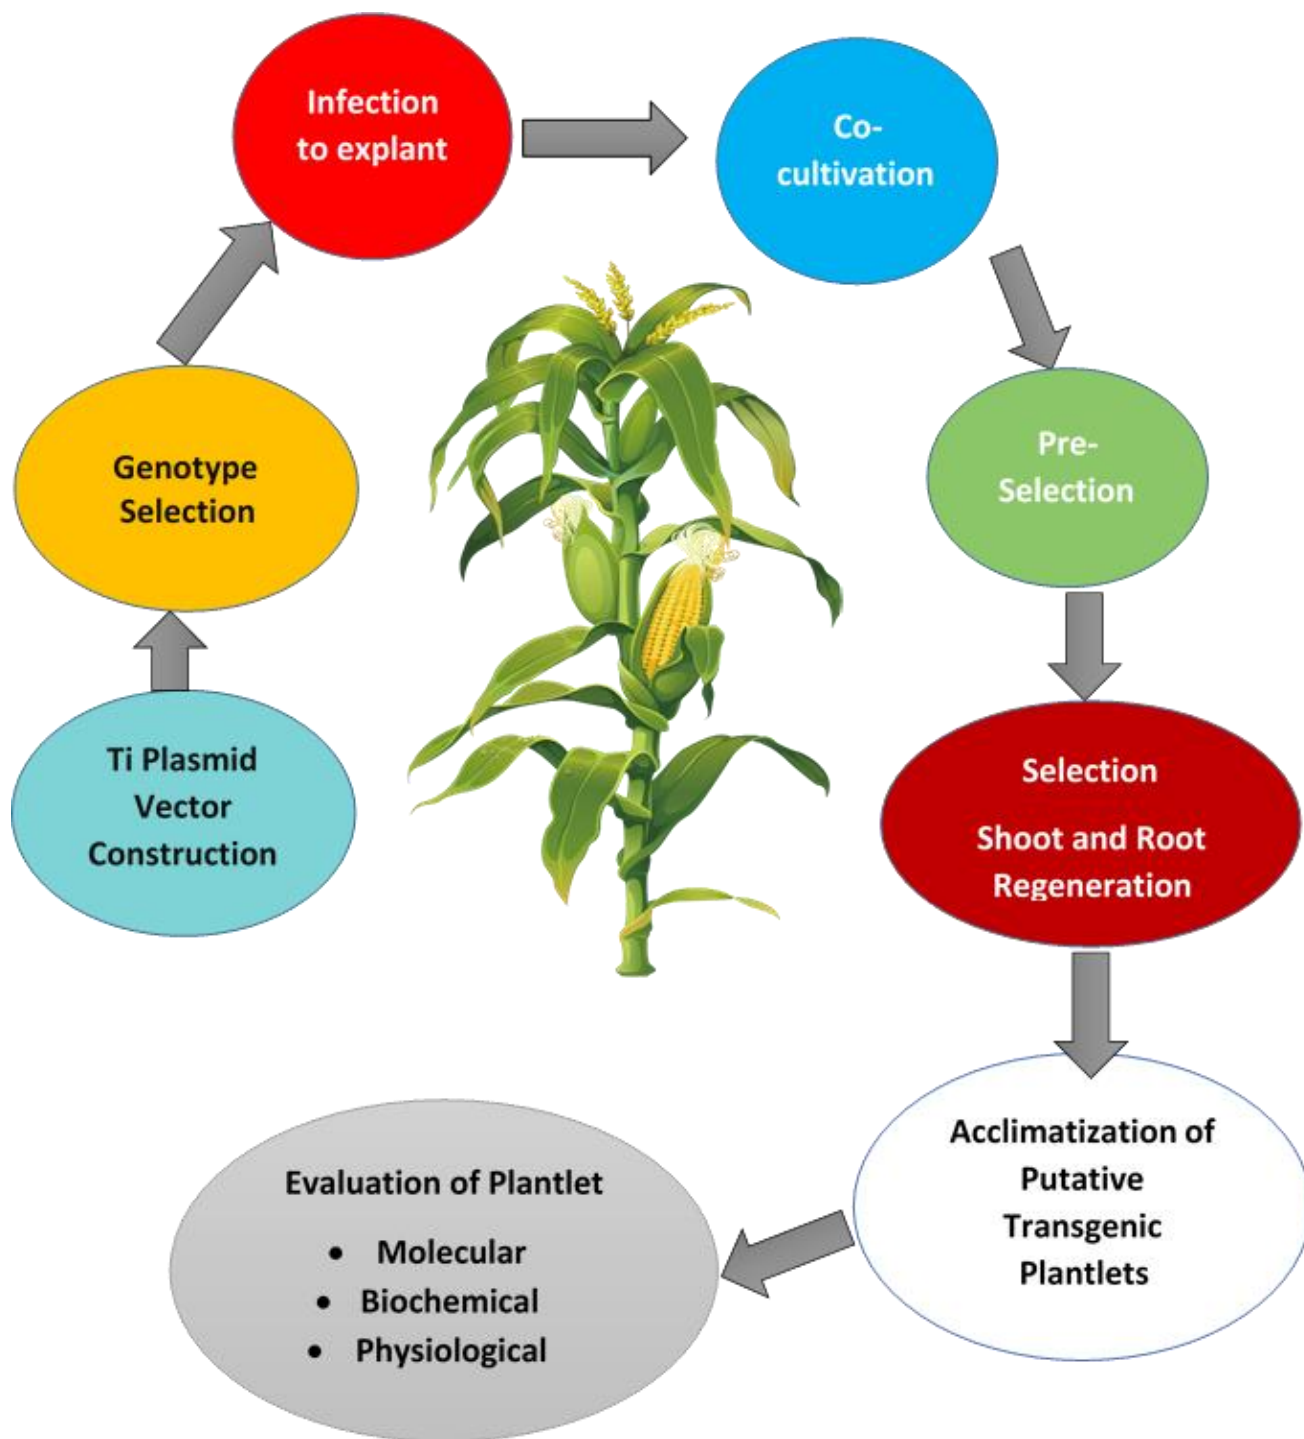 Ti Plasmid
Vector
Construction
Genotype
Selection
Infection
to explant
Co-
cultivation
Pre-
Selection
Selection
Shoot and Root
Regeneration
Acclimatization of
Putative
Transgenic
Plantlets
Evaluation of Plantlet
• Molecular
• Biochemical
• Physiological